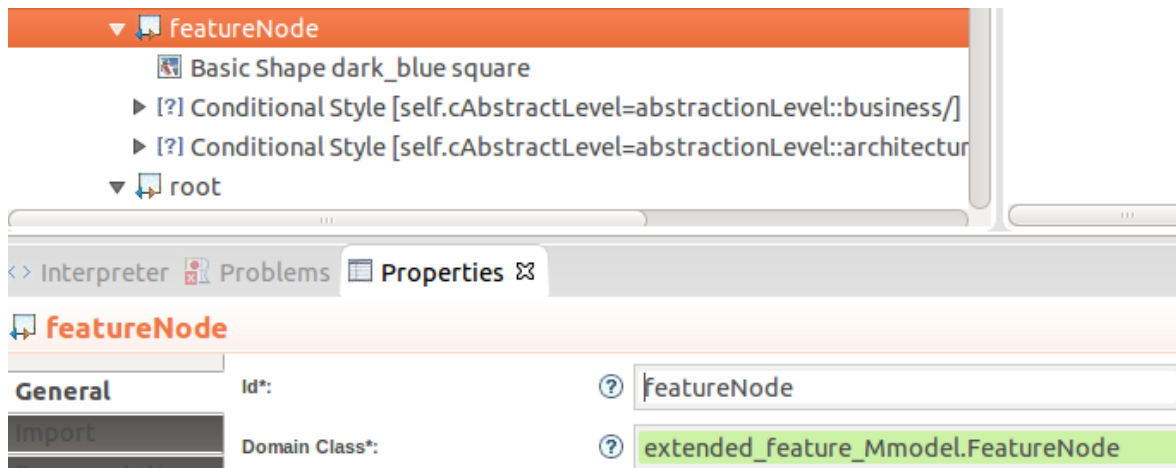 featureNode
Basic Shape dark_blue square
[?] Conditional Style [self.cAbstractLevel=abstractionLevel::business/]
[?] Conditional Style [self.cAbstractLevel=abstractionLevel::architectur
root
Interpreter Problems Properties
featureNode
General Id*: featureNode
Import
Domain Class*: extended_feature_Mmodel.FeatureNode